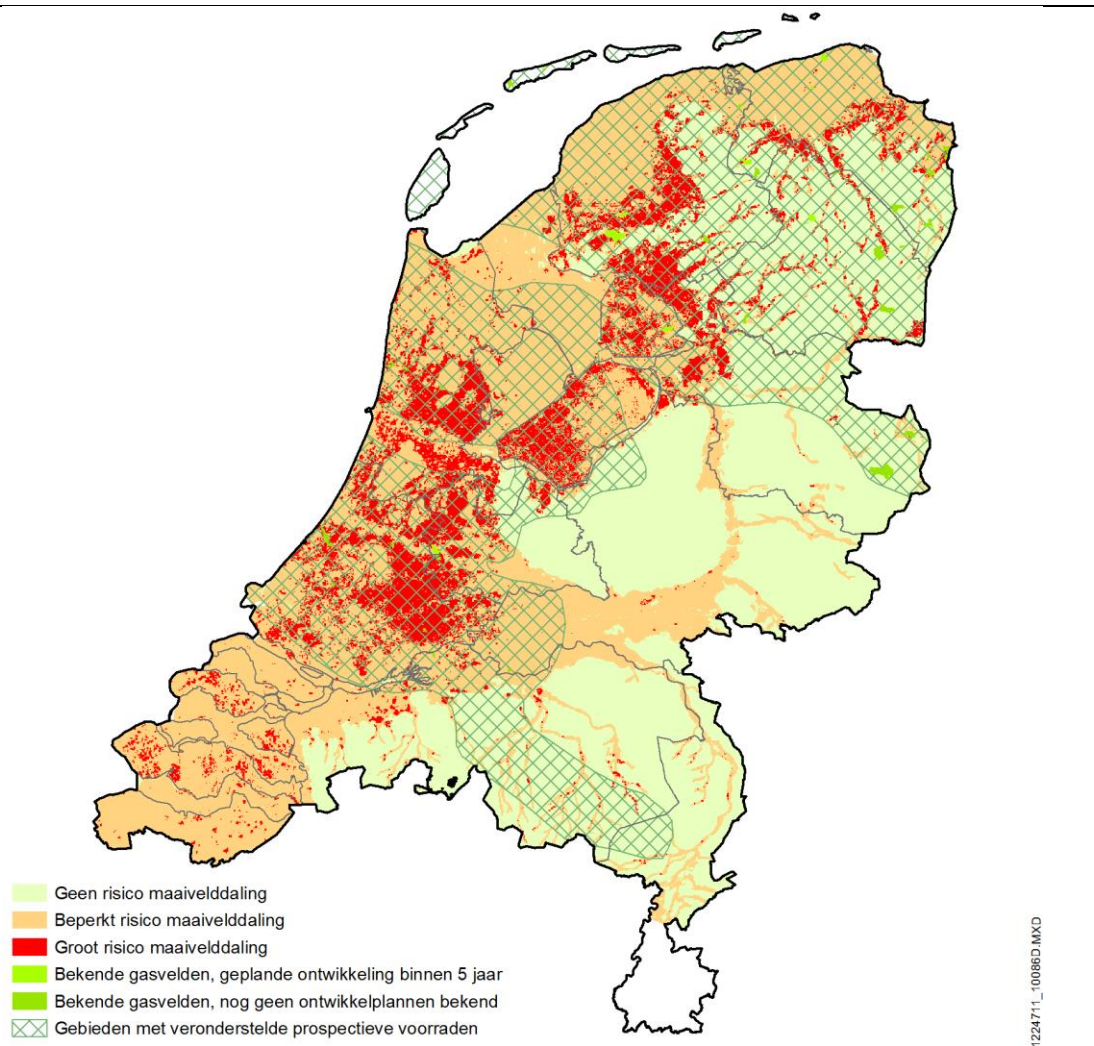 Geen risico maaivelddaling
Beperkt risico maaivelddaling
Groot risico maaivelddaling
Bekende gasvelden, geplande ontwikkeling binnen 5 jaar
Bekende gasvelden, nog geen ontwikkelplannen bekend
Gebieden met veronderstelde prospectieve voorraden
1224711_10086D.MXD